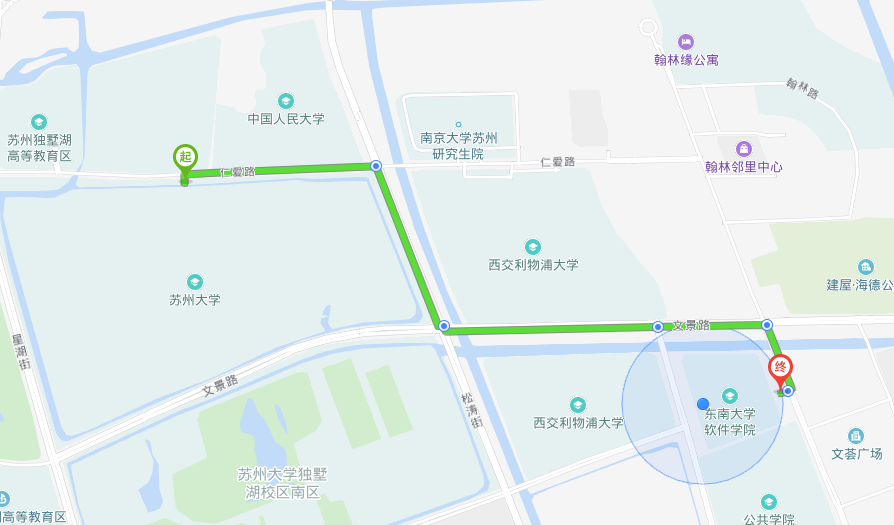 翰林缘公寓
翰林路
中国人民大学
苏州独墅湖
高等教育区
南京大学苏州
研究生院
起
仁爱路
仁爱路
翰林邻里中心
西交利物浦大学
建屋·海德公
苏州大学
文景路
星湖街
终
文景路
松涛街
西交利物浦大学
东南大学
软件学院
文荟广场
苏州大学独墅
湖校区南区
高等教育区
公共学院